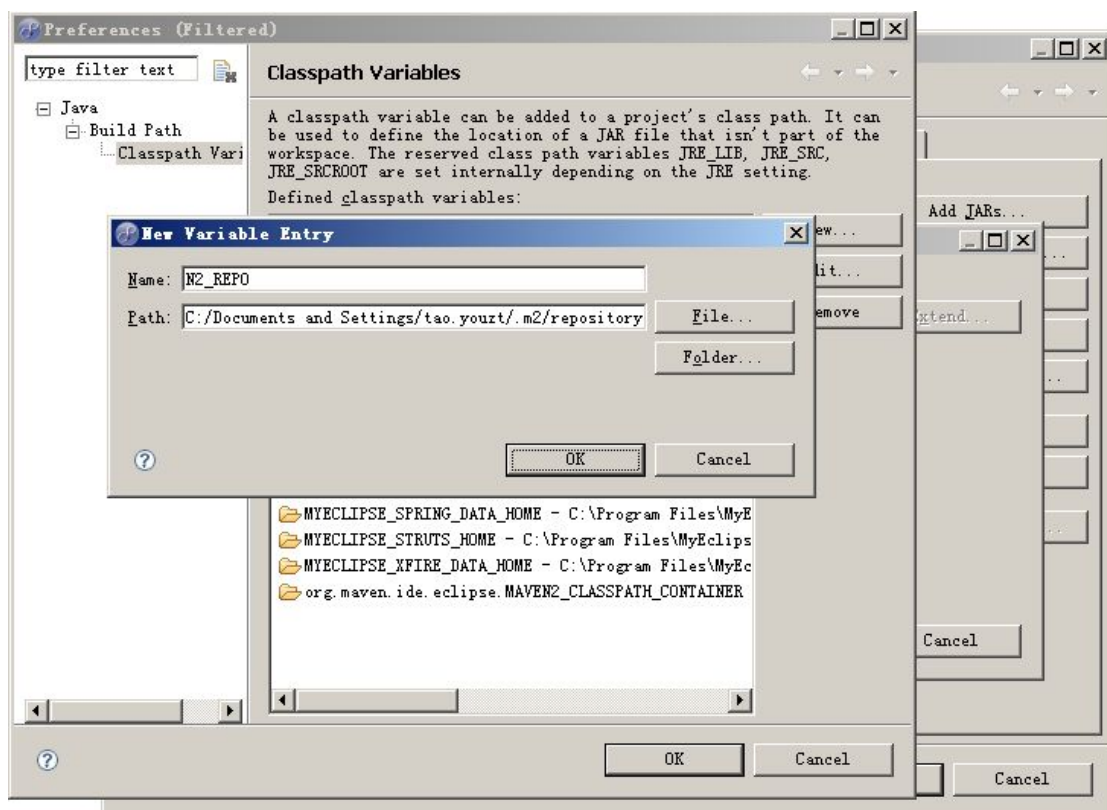 Preferences (Filtered)
type filter text
Java
Build Path
Classpath Vari
Classpath Variables
A classpath variable can be added to a project's class path. It can
be used to define the location of a JAR file that isn't part of the
workspace. The reserved class path variables JRE_LIB, JRE_SRC,
JRE_SRCROOT are set internally depending on the JRE setting.
Defined classpath variables:
Add JARs...
New Variable Entry
ew...
Name: N2_REPO
dit...
Path: C:/Documents and Settings/tao.youzt/.m2/repository
File...
emove
xtend...
Folder...
OK
Cancel
MYECLIPSE_SPRING_DATA_HOME - C:\Program Files\MyE
MYECLIPSE_STRUTS_HOME - C:\Program Files\MyEclips
MYECLIPSE_XFIRE_DATA_HOME - C:\Program Files\MyEc
org.maven.ide.eclipse.MAVEN2_CLASSPATH_CONTAINER
Cancel
OK
Cancel
Cancel